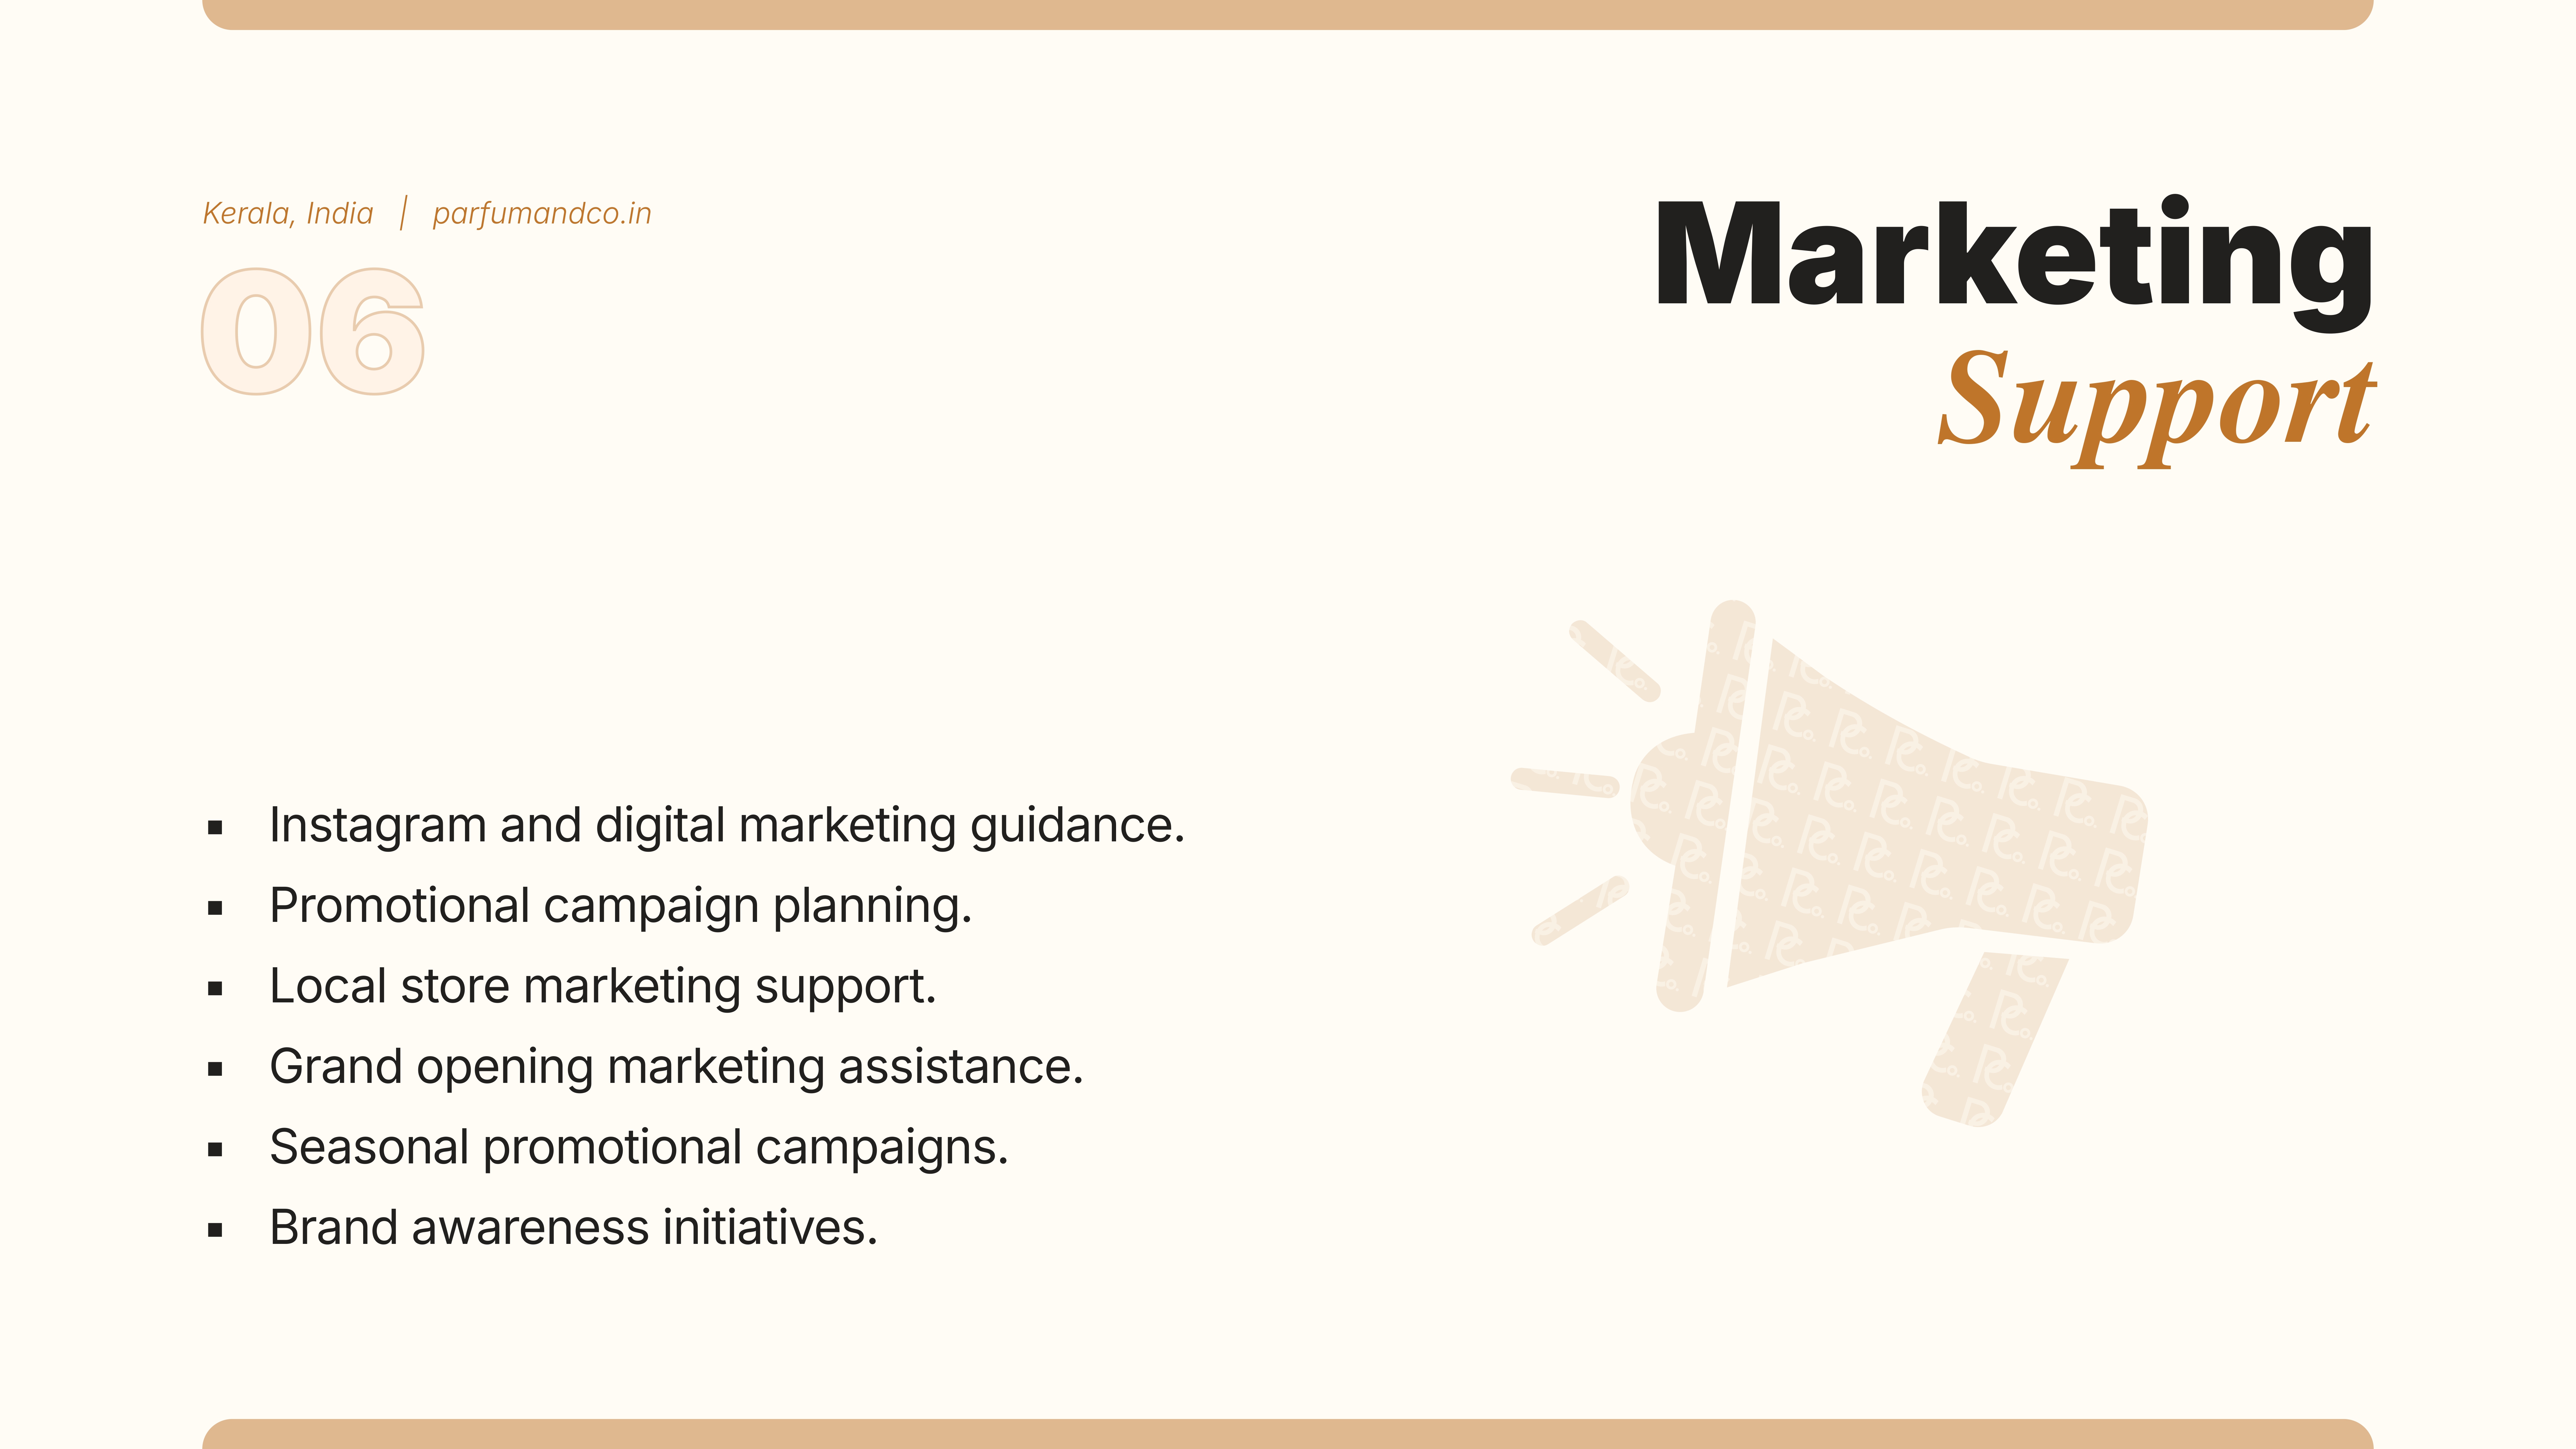 Kerala, India | parfumandco.in
06
Marketing
Support
▪ Instagram and digital marketing guidance.
▪ Promotional campaign planning.
▪ Local store marketing support.
▪ Grand opening marketing assistance.
▪ Seasonal promotional campaigns.
▪ Brand awareness initiatives.